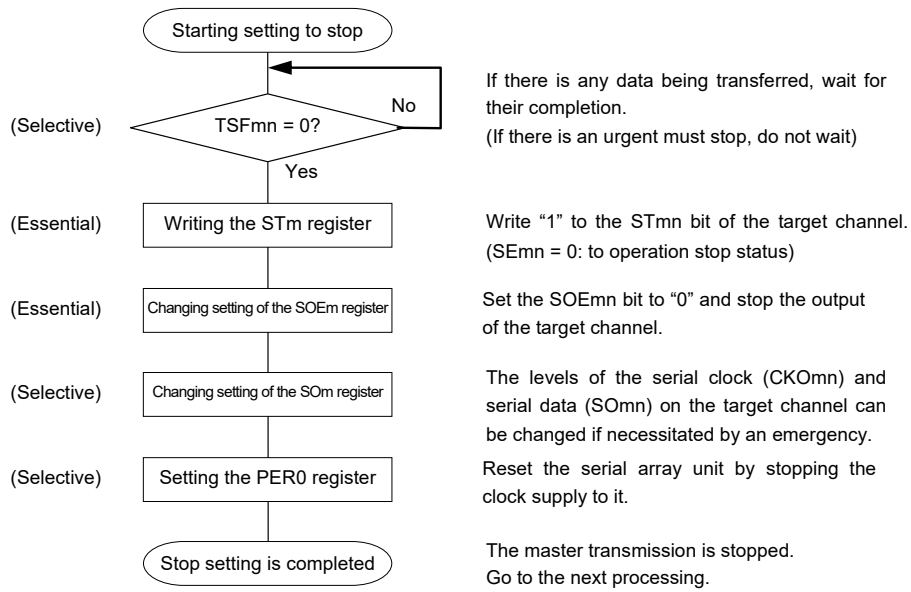 Starting setting to stop
No
(Selective)
TSFmn = 0?
If there is any data being transferred, wait for
their completion.
(If there is an urgent must stop, do not wait)
Yes
(Essential)
Writing the STm register
Write “1” to the STmn bit of the target channel.
(SEmn = 0: to operation stop status)
(Essential)
Changing setting of the SOEm register
Set the SOEmn bit to “0” and stop the output
of the target channel.
(Selective)
Changing setting of the SOm register
The levels of the serial clock (CKOmn) and
serial data (SOmn) on the target channel can
be changed if necessitated by an emergency.
(Selective)
Setting the PER0 register
Reset the serial array unit by stopping the
clock supply to it.
Stop setting is completed
The master transmission is stopped.
Go to the next processing.